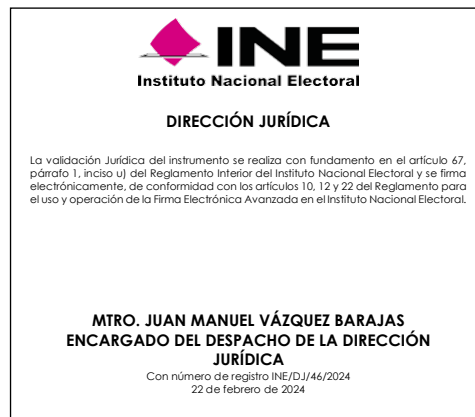 INE
Instituto Nacional Electoral
DIRECCIÓN JURÍDICA
La validación Jurídica del instrumento se realiza con fundamento en el artículo 67,
párrafo 1, inciso u) del Reglamento Interior del Instituto Nacional Electoral y se firma
electrónicamente, de conformidad con los artículos 10, 12 y 22 del Reglamento para
el uso y operación de la Firma Electrónica Avanzada en el Instituto Nacional Electoral.
MTRO. JUAN MANUEL VÁZQUEZ BARAJAS
ENCARGADO DEL DESPACHO DE LA DIRECCIÓN
JURÍDICA
Con número de registro INE/DJ/46/2024
22 de febrero de 2024